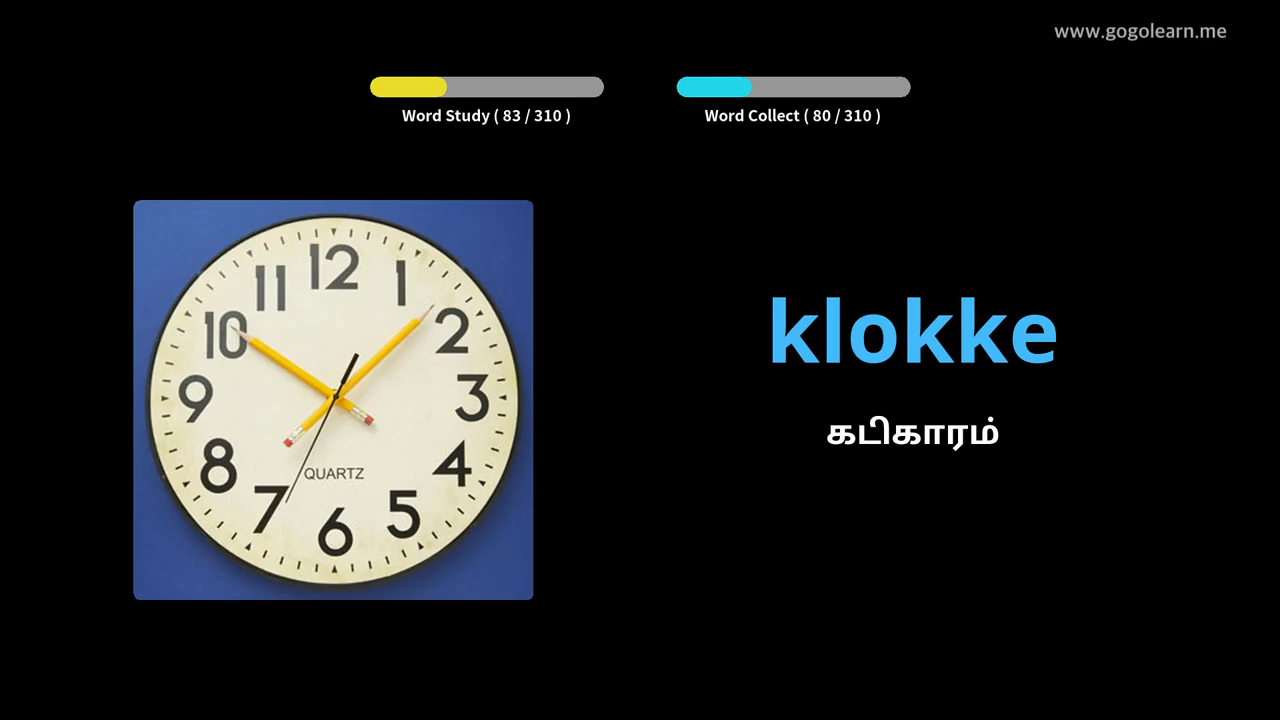 www.gogolearn.me
Word Study ( 83 / 310 )
Word Collect ( 80 / 310 )
12
11
1
10
2
9
3
8
4
QUARTZ
7
5
6
klokke
கடிகாரம்